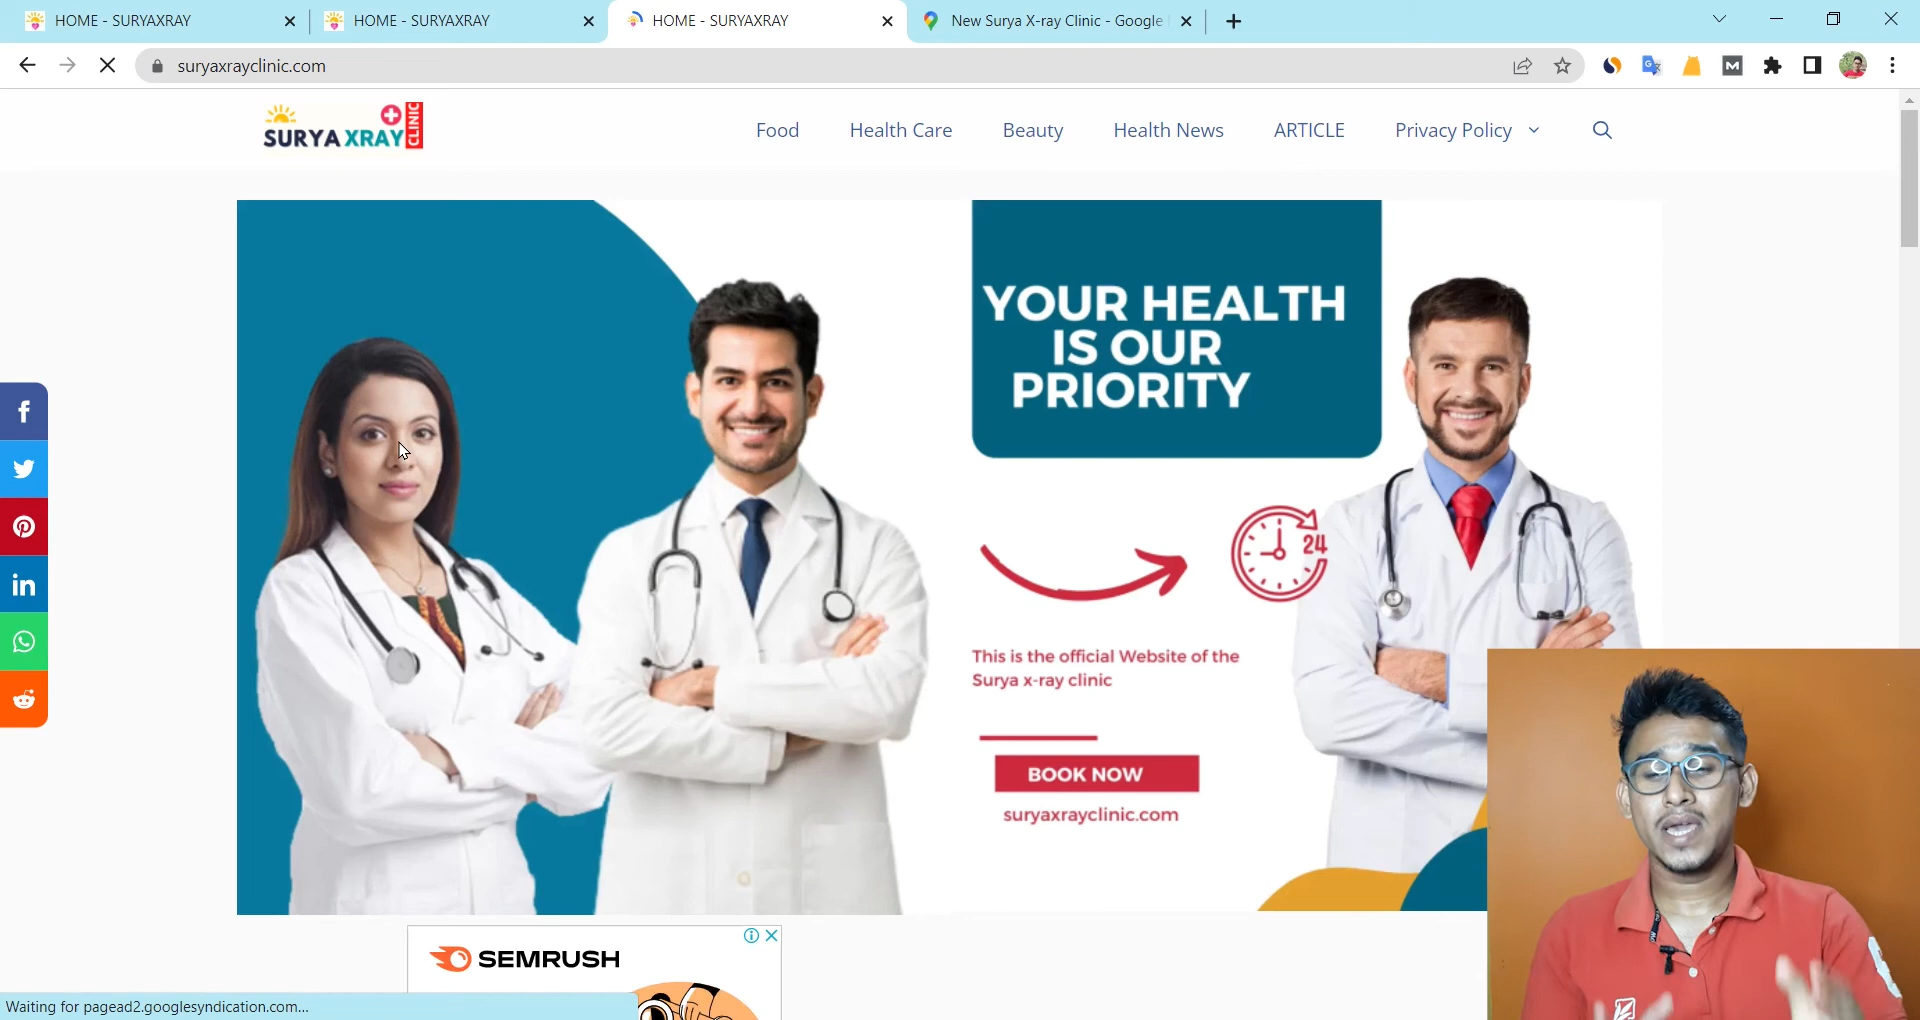 HOME - SURYAXRAY
HOME - SURYAXRAY
HOME - SURYAXRAY
New Surya X-ray Clinic - Google
suryaxrayclinic.com
SURYA XRAY CLINIC
Food
Health Care
Beauty
Health News
ARTICLE
Privacy Policy
YOUR HEALTH
IS OUR
PRIORITY
24
This is the official Website of the
Surya x-ray clinic
BOOK NOW
suryaxrayclinic.com
SEMRUSH
Waiting for pagead2.googlesyndication.com...